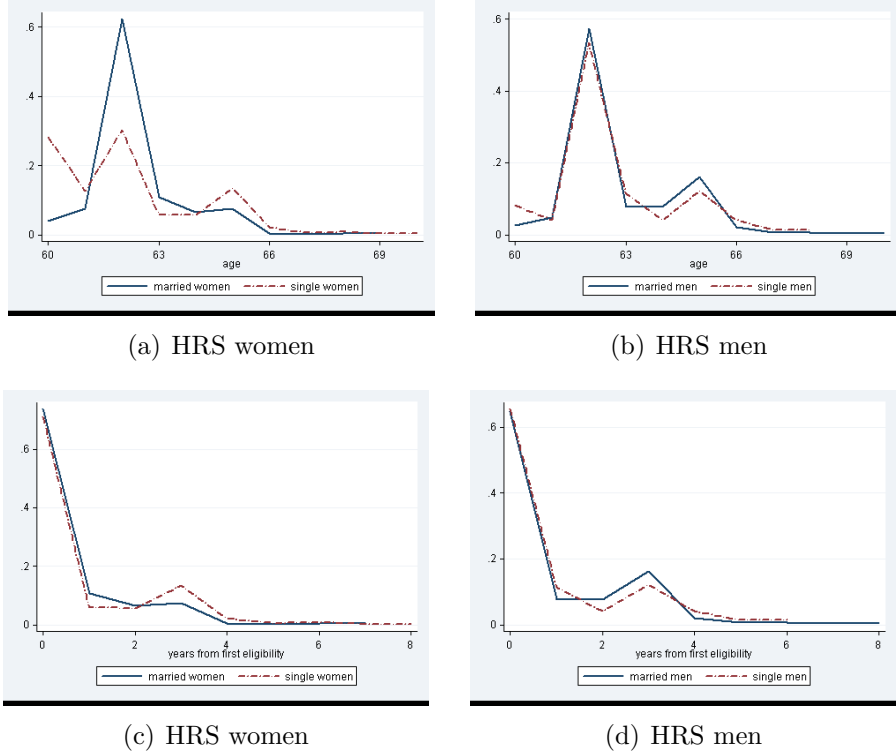 .6
.4
.2
0
60
63
66
69
age
married women
single women
(a) HRS women
.6
.4
.2
0
60
63
66
69
age
married men
single men
(b) HRS men
.6
.4
.2
0
0
2
4
6
8
years from first eligibility
married women
single women
(c) HRS women
.6
.4
.2
0
0
2
4
6
8
years from first eligibility
married men
single men
(d) HRS men